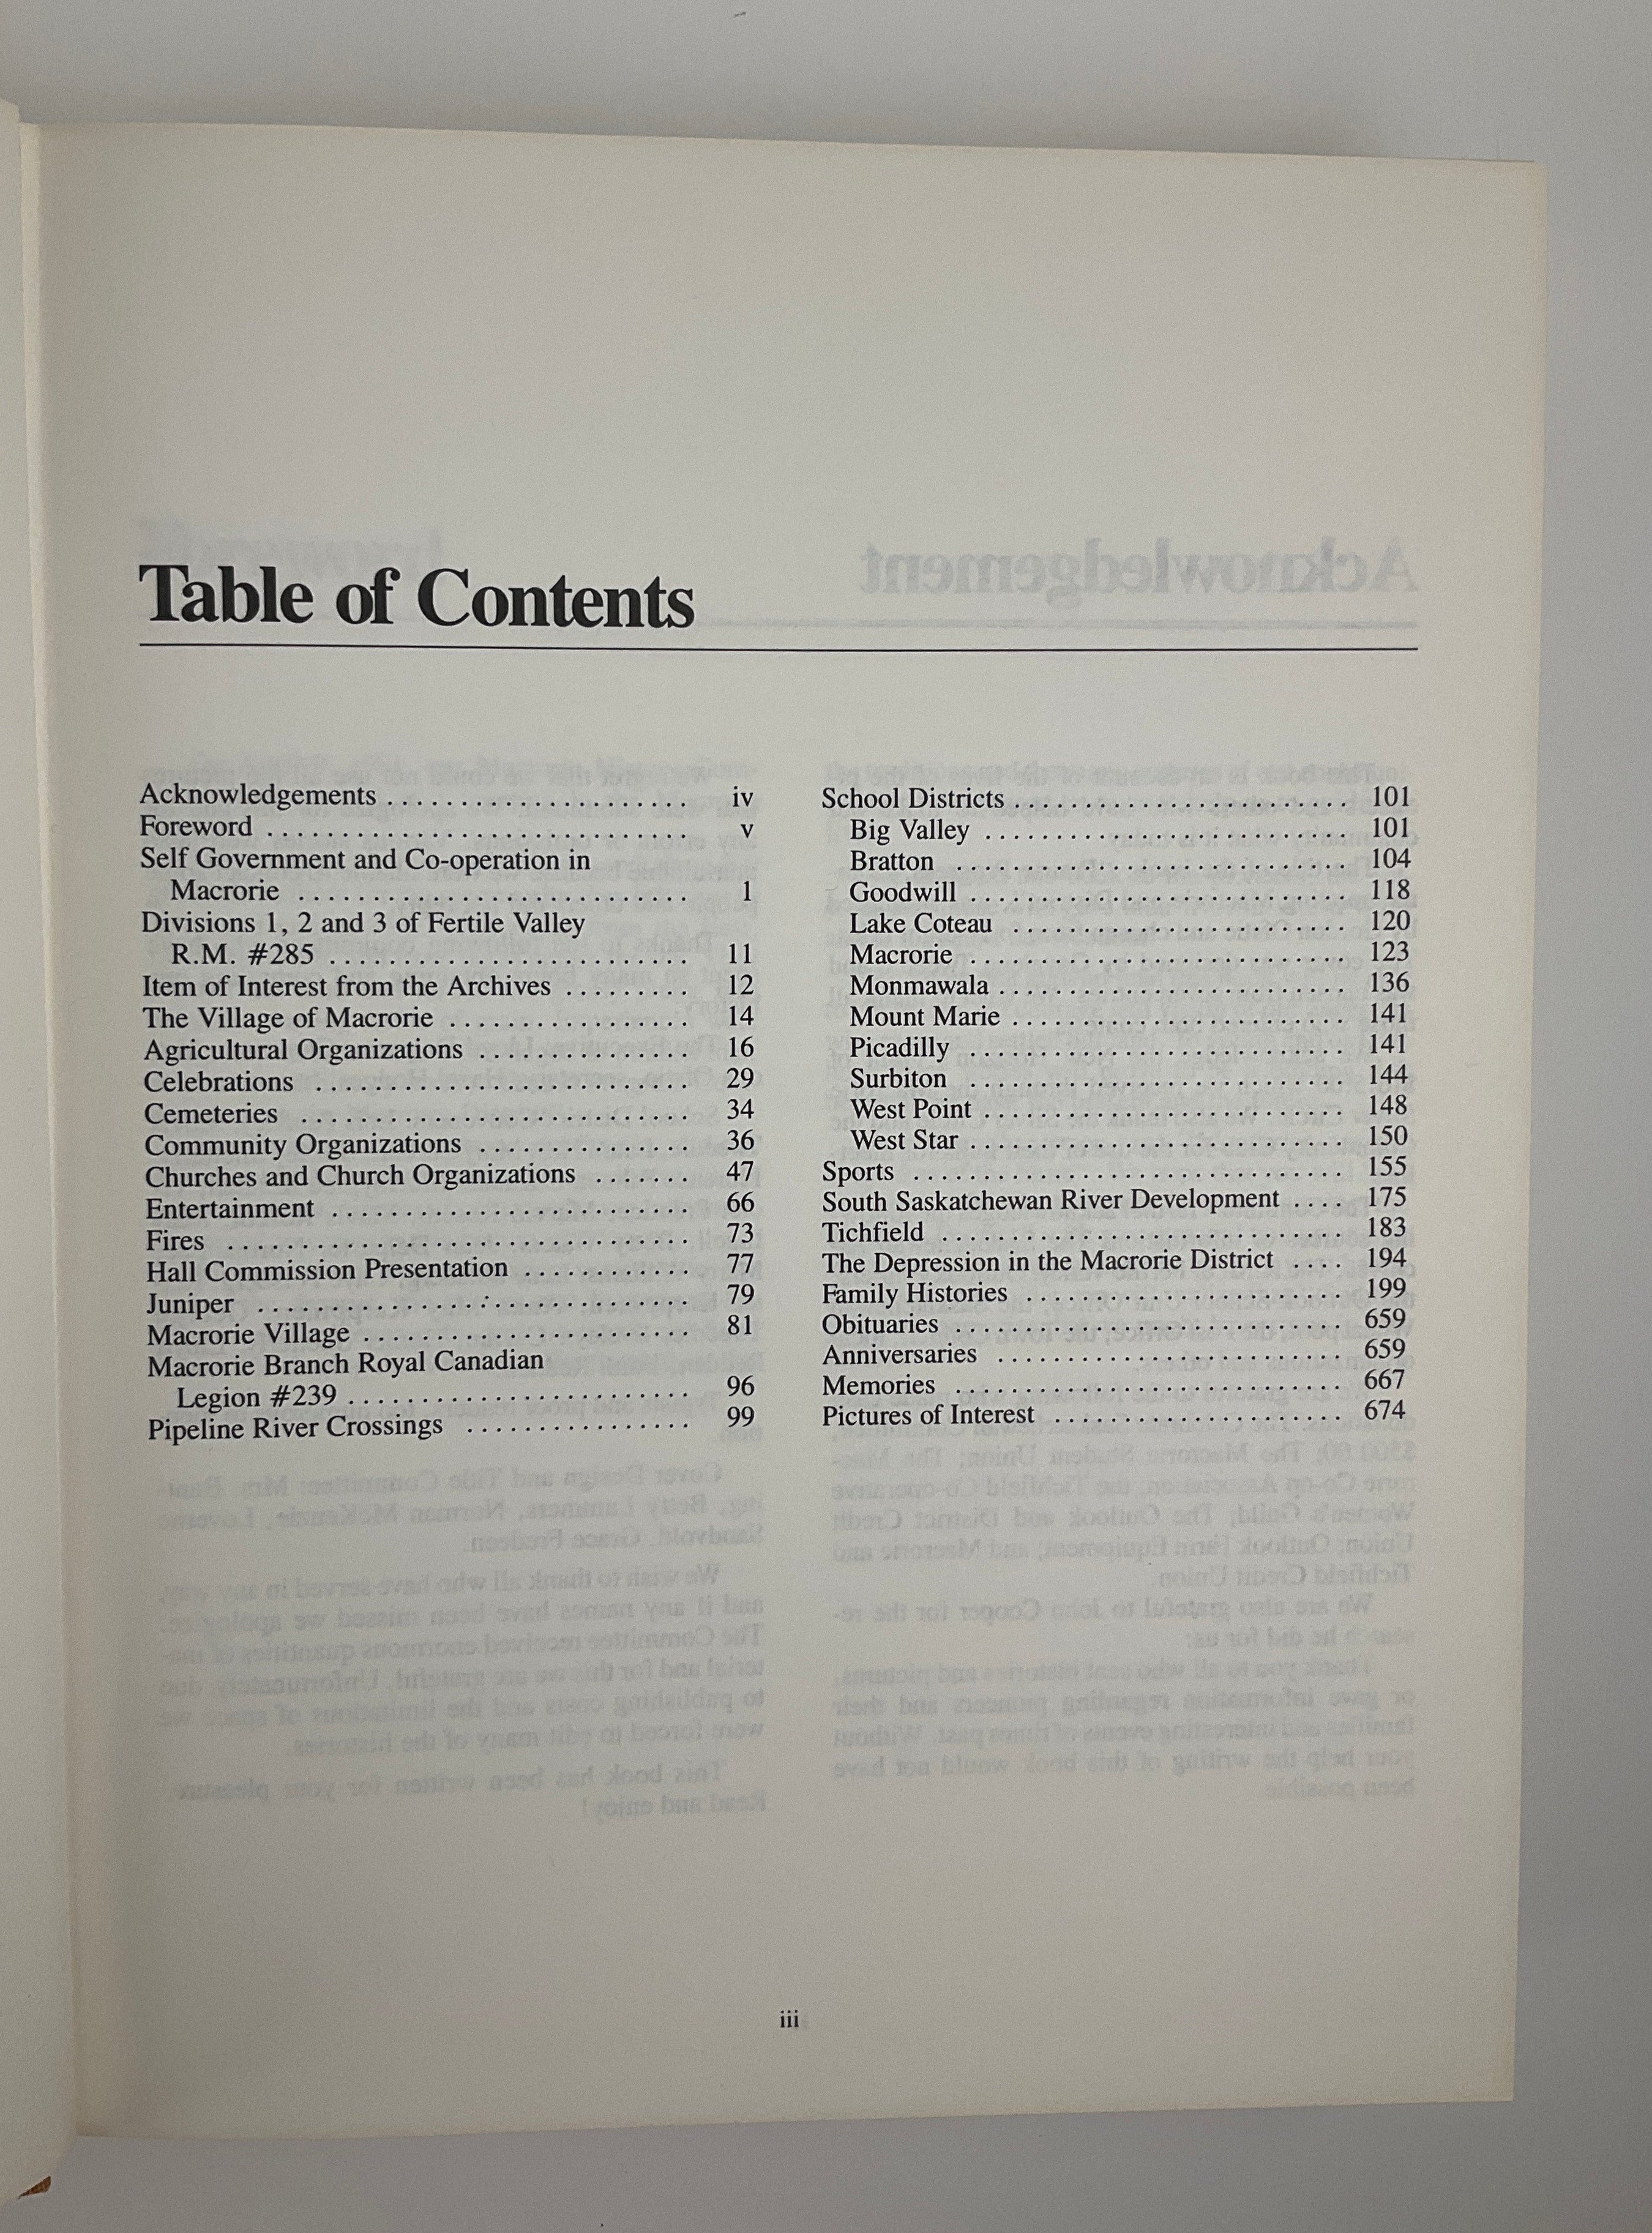 Table of Contents
Acknowledgements . . . . . . . . . . . . . . . . . . . . . iv
Foreword . . . . . . . . . . . . . . . . . . . . . . . . . . . . . v
Self Government and Co-operation in
Macrorie . . . . . . . . . . . . . . . . . . . . . . . . . . . 1
Divisions 1, 2 and 3 of Fertile Valley
R.M. #285 . . . . . . . . . . . . . . . . . . . . . . . . . 11
Item of Interest from the Archives . . . . . . . . . 12
The Village of Macrorie . . . . . . . . . . . . . . . . . 14
Agricultural Organizations . . . . . . . . . . . . . . . 16
Celebrations . . . . . . . . . . . . . . . . . . . . . . . . . . 29
Cemeteries . . . . . . . . . . . . . . . . . . . . . . . . . . . 34
Community Organizations . . . . . . . . . . . . . . . 36
Churches and Church Organizations . . . . . . . 47
Entertainment . . . . . . . . . . . . . . . . . . . . . . . . . 66
Fires . . . . . . . . . . . . . . . . . . . . . . . . . . . . . . . . 73
Hall Commission Presentation . . . . . . . . . . . . 77
Juniper . . . . . . . . . . . . . . . . . . . . . . . . . . . . . . 79
Macrorie Village . . . . . . . . . . . . . . . . . . . . . . . 81
Macrorie Branch Royal Canadian
Legion #239 . . . . . . . . . . . . . . . . . . . . . . . . 96
Pipeline River Crossings . . . . . . . . . . . . . . . . 99
School Districts . . . . . . . . . . . . . . . . . . . . . . . . 101
Big Valley . . . . . . . . . . . . . . . . . . . . . . . . . . 101
Bratton . . . . . . . . . . . . . . . . . . . . . . . . . . . . 104
Goodwill . . . . . . . . . . . . . . . . . . . . . . . . . . . 118
Lake Coteau . . . . . . . . . . . . . . . . . . . . . . . . 120
Macrorie . . . . . . . . . . . . . . . . . . . . . . . . . . . 123
Monmawala . . . . . . . . . . . . . . . . . . . . . . . . . 136
Mount Marie . . . . . . . . . . . . . . . . . . . . . . . . 141
Picadilly . . . . . . . . . . . . . . . . . . . . . . . . . . . 141
Surbiton . . . . . . . . . . . . . . . . . . . . . . . . . . . 144
West Point . . . . . . . . . . . . . . . . . . . . . . . . . . 148
West Star . . . . . . . . . . . . . . . . . . . . . . . . . . . 150
Sports . . . . . . . . . . . . . . . . . . . . . . . . . . . . . . . 155
South Saskatchewan River Development . . . . 175
Tichfield . . . . . . . . . . . . . . . . . . . . . . . . . . . . . 183
The Depression in the Macrorie District . . . . 194
Family Histories . . . . . . . . . . . . . . . . . . . . . . . 199
Obituaries . . . . . . . . . . . . . . . . . . . . . . . . . . . . 659
Anniversaries . . . . . . . . . . . . . . . . . . . . . . . . . 659
Memories . . . . . . . . . . . . . . . . . . . . . . . . . . . . 667
Pictures of Interest . . . . . . . . . . . . . . . . . . . . . 674
iii